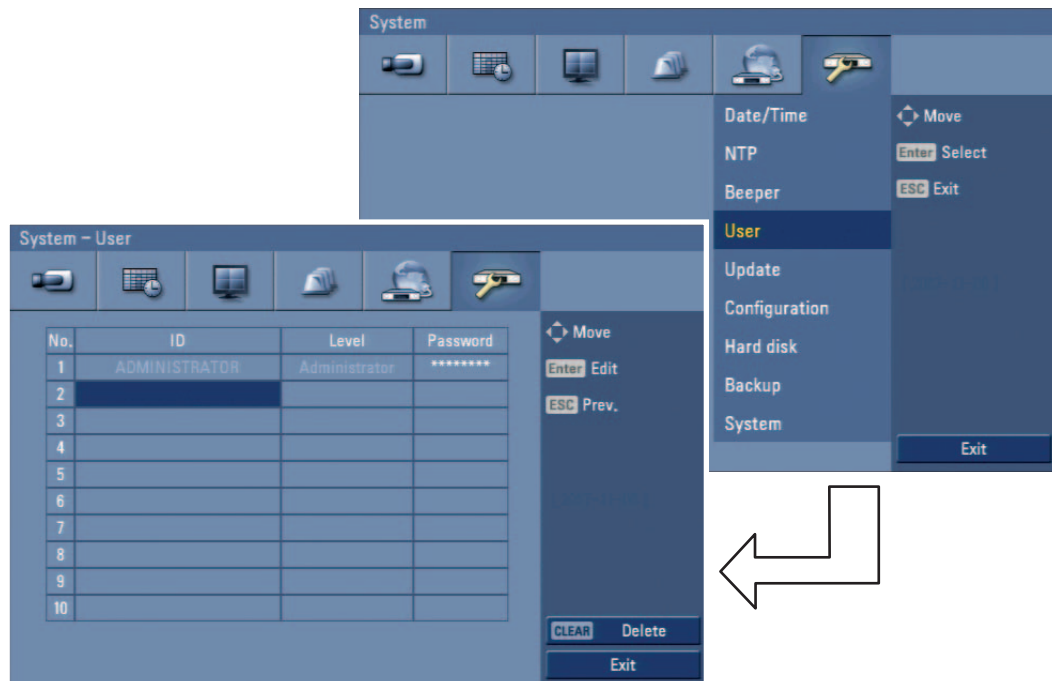 System
Date/Time
NTP
Beeper
User
Update
Configuration
Hard disk
Backup
System
Move
Enter Select
ESC Exit
Exit
System – User
No. ID Level Password
1 ADMINISTRATOR Administrator ********
2
3
4
5
6
7
8
9
10
Move
Enter Edit
ESC Prev.
CLEAR Delete
Exit